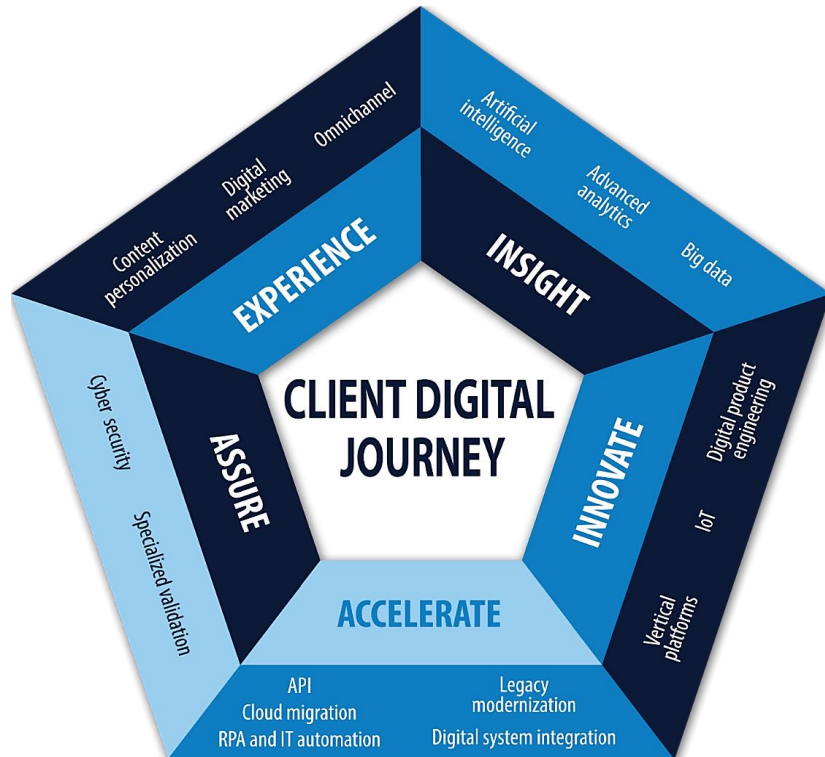 Omnichannel
Digital
marketing
Content
personalization
EXPERIENCE
Artificial
intelligence
Advanced
analytics
Big data
INSIGHT
CLIENT DIGITAL
JOURNEY
Digital product
engineering
IoT
Vertical
platforms
INNOVATE
Cyber security
Specialized validation
ASSURE
ACCELERATE
API
Cloud migration
RPA and IT automation
Legacy
modernization
Digital system integration